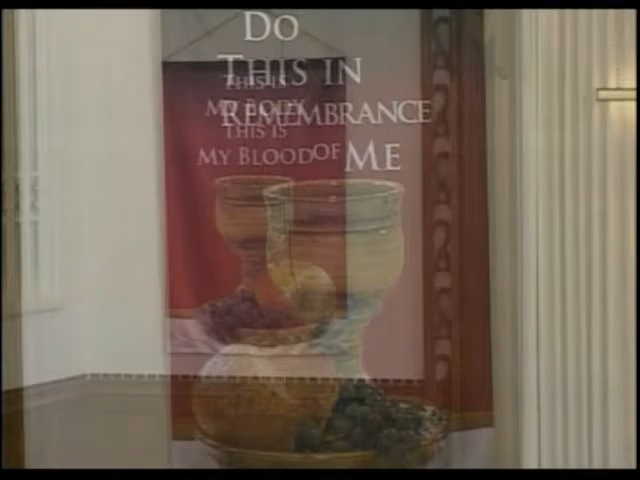 Do
This in
Remembrance
of Me
This is
My Body
This is
My Blood